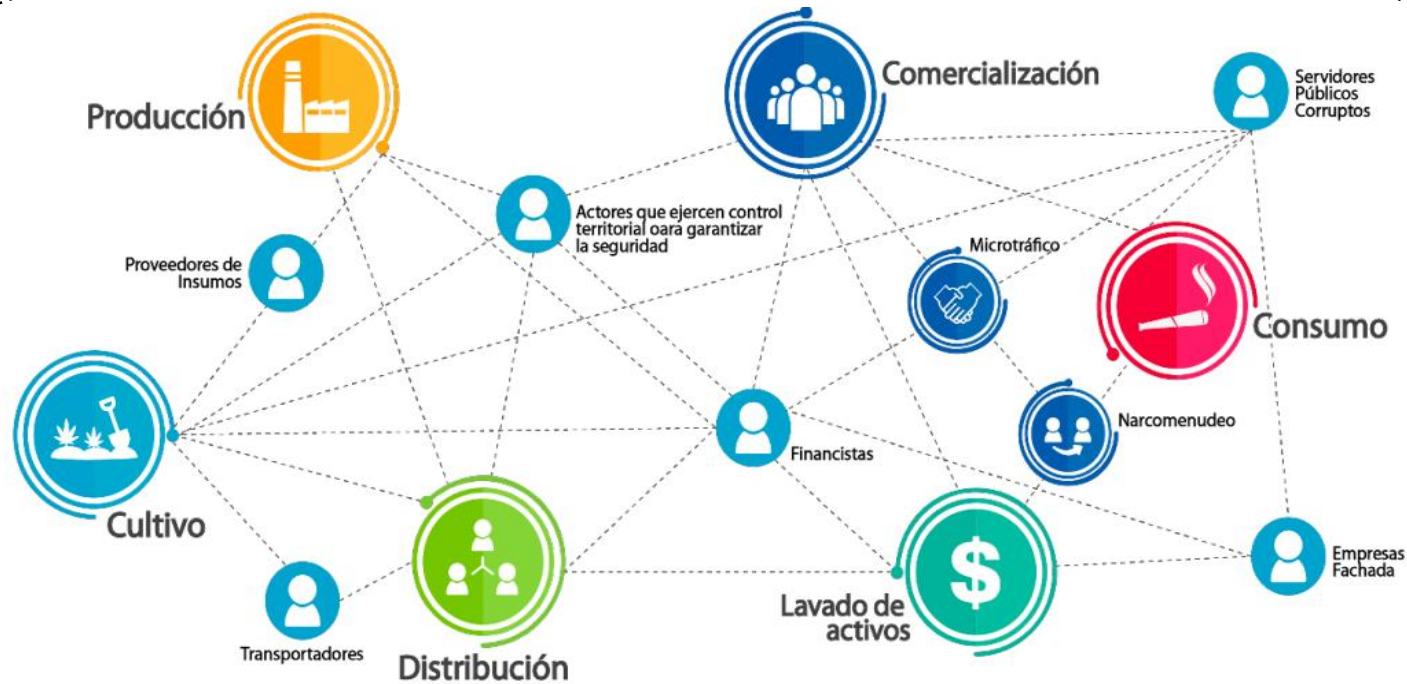 Producción
Comercialización
Servidores
Públicos
Corruptos
Actores que ejercen control
territorial oara garantizar
la seguridad
Proveedores de
Insumos
Microtráfico
Consumo
Cultivo
Financistas
Narcomenudeo
Transportadores
Distribución
Lavado de
activos
$
Empresas
Fachada